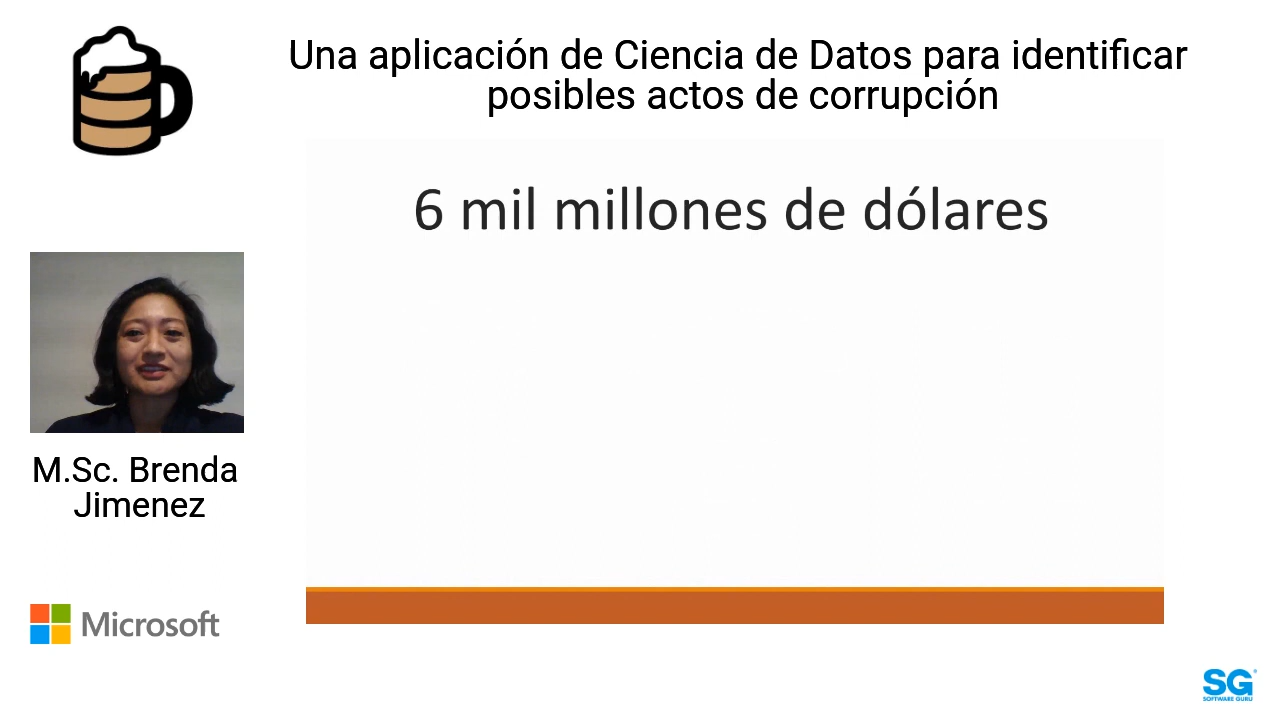 Una aplicación de Ciencia de Datos para identificar
posibles actos de corrupción
6 mil millones de dólares
M.Sc. Brenda
Jimenez
Microsoft
SG
SOFTWARE GURU